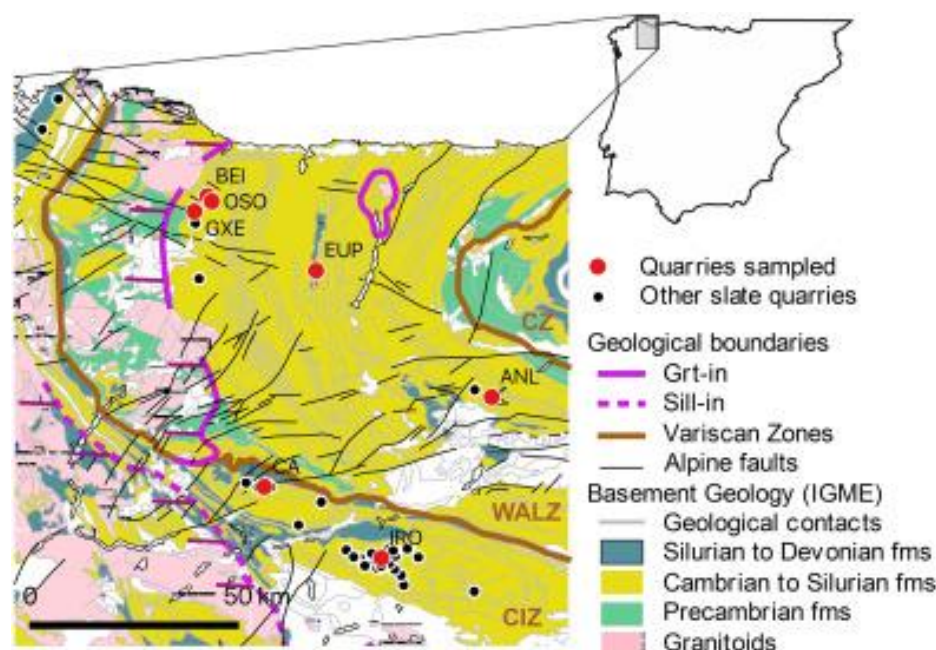 BEI
OSO
GXE
EUP
CZ
ANL
CA
WALZ
IRO
CIZ
0 50 km
Quarries sampled
Other slate quarries
Geological boundaries
Grt-in
Sill-in
Variscan Zones
Alpine faults
Basement Geology (IGME)
Geological contacts
Silurian to Devonian fms
Cambrian to Silurian fms
Precambrian fms
Granitoids